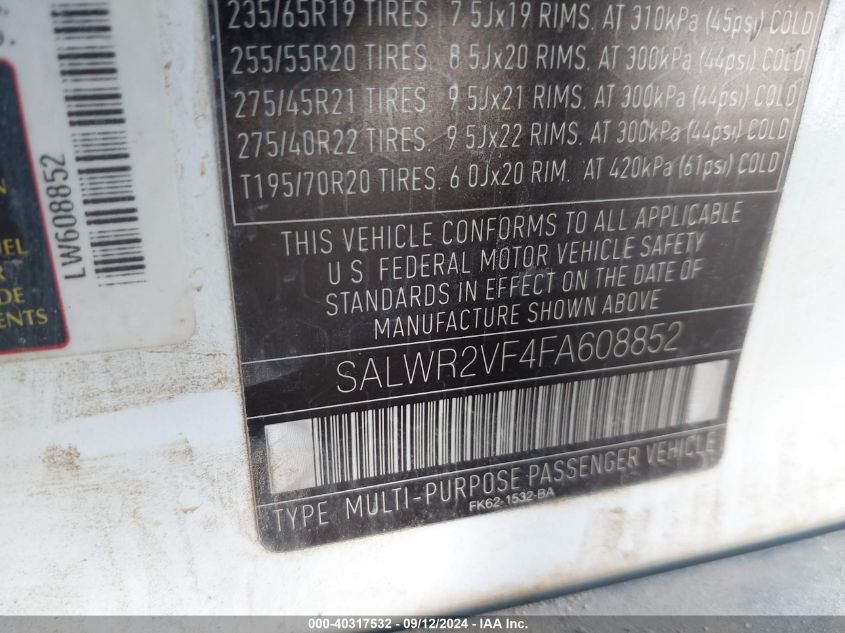 235/65R19 TIRES. 7 5Jx19 RIMS. AT 310kPa (45psi) COLD
255/55R20 TIRES. 8 5Jx20 RIMS. AT 300kPa (44psi) COLD
275/45R21 TIRES 9 5Jx21 RIMS. AT 300kPa (44psi) COLD
275/40R22 TIRES 9 5Jx22 RIMS. AT 300kPa (44psi) COLD
T195/70R20 TIRES. 6 0Jx20 RIM. AT 420kPa (61psi) COLD
THIS VEHICLE CONFORMS TO ALL APPLICABLE
U S FEDERAL MOTOR VEHICLE SAFETY
STANDARDS IN EFFECT ON THE DATE OF
MANUFACTURE SHOWN ABOVE
SALWR2VF4FA608852
TYPE MULTI-PURPOSE PASSENGER VEHICLE
FK62-1532-BA
LW608852
000-40317532 - 09/12/2024 - IAAI.COM